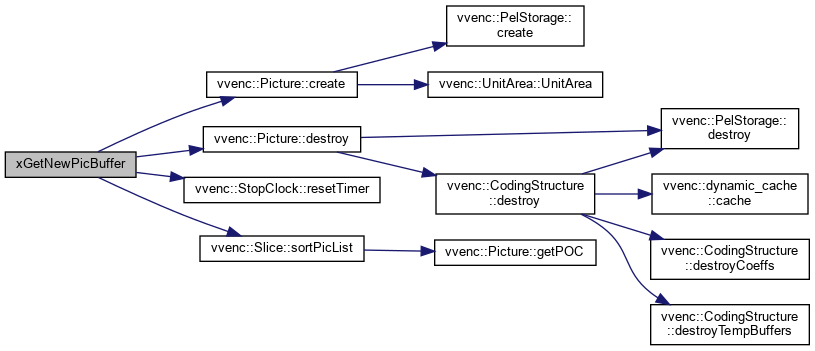 vvenc::PelStorage::
create
vvenc::Picture::create
vvenc::UnitArea::UnitArea
vvenc::PelStorage::
destroy
vvenc::Picture::destroy
xGetNewPicBuffer
vvenc::StopClock::resetTimer
vvenc::CodingStructure
::destroy
vvenc::dynamic_cache
::cache
vvenc::Slice::sortPicList
vvenc::Picture::getPOC
vvenc::CodingStructure
::destroyCoeffs
vvenc::CodingStructure
::destroyTempBuffers